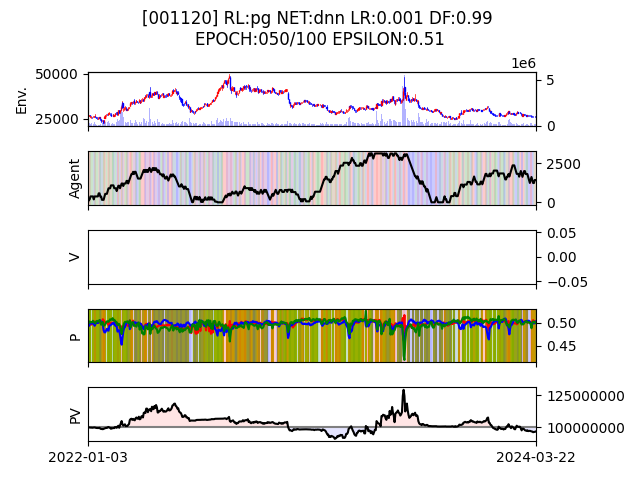 [001120] RL:pg NET:dnn LR:0.001 DF:0.99
EPOCH:050/100 EPSILON:0.51
1e6
50000
25000
Env.
5
0
Agent
2500
0
V
0.05
0.00
−0.05
P
0.50
0.45
PV
125000000
100000000
2022-01-03
2024-03-22